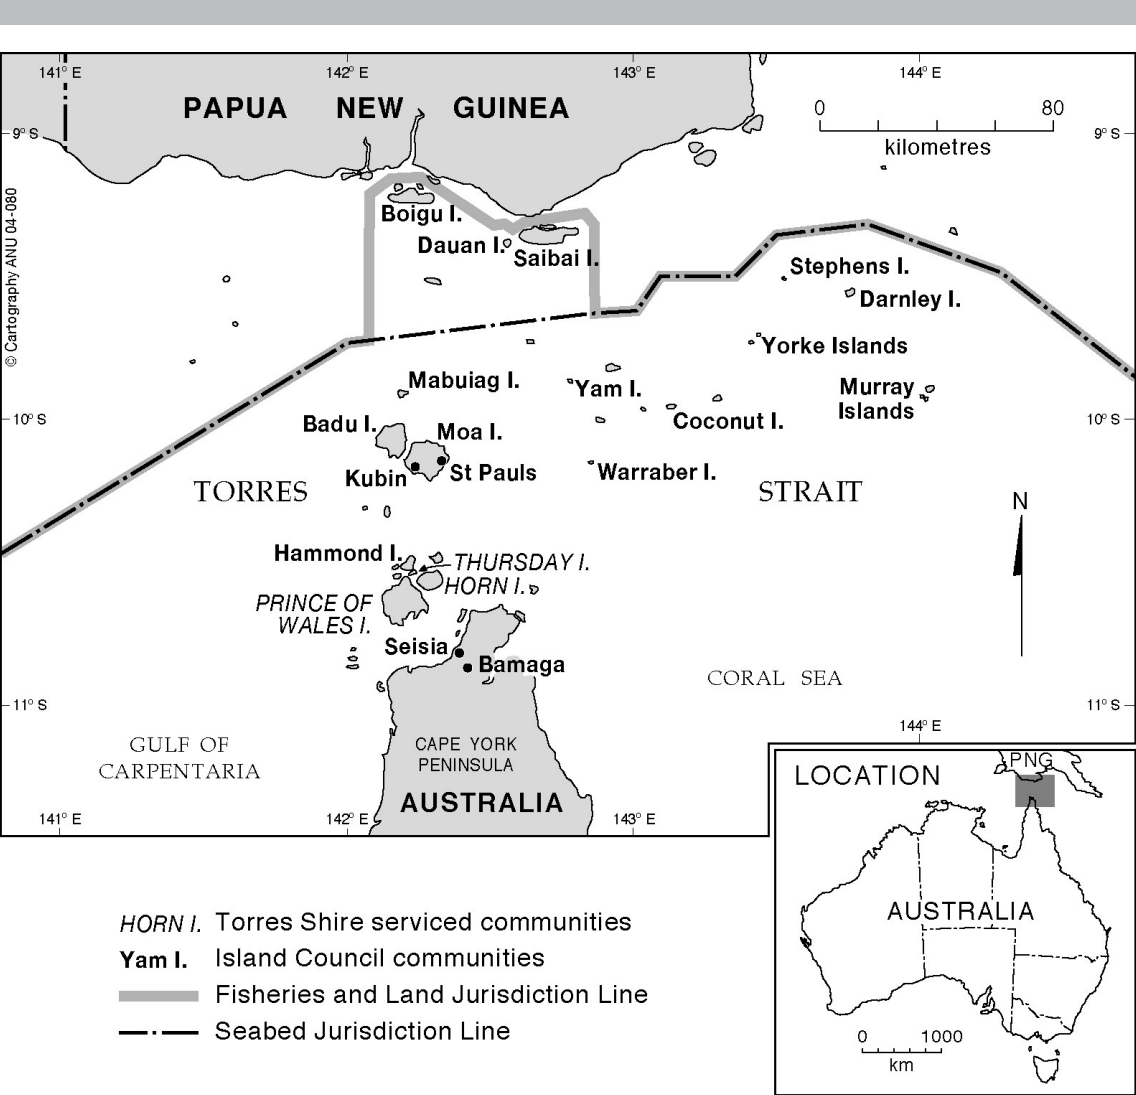 141° E
142° E
143° E
144° E
PAPUA NEW GUINEA
0 80
kilometres
9° S
9° S
© Cartography ANU 04-080
Boigu I.
Dauan I.
Saibai I.
Stephens I.
Darnley I.
Yorke Islands
Mabuiag I.
Yam I.
Murray
Islands
10° S
10° S
Badu I.
Moa I.
Coconut I.
Kubin
St Pauls
Warraber I.
TORRES
STRAIT
N
Hammond I.
THURSDAY I.
HORN I.
PRINCE OF
WALES I.
Seisia
Bamaga
CORAL SEA
11° S
11° S
144° E
GULF OF
CARPENTARIA
CAPE YORK
PENINSULA
AUSTRALIA
141° E
142° E
143° E
LOCATION
PNG
AUSTRALIA
0 1000
km
HORN I. Torres Shire serviced communities
Yam I. Island Council communities
Fisheries and Land Jurisdiction Line
Seabed Jurisdiction Line